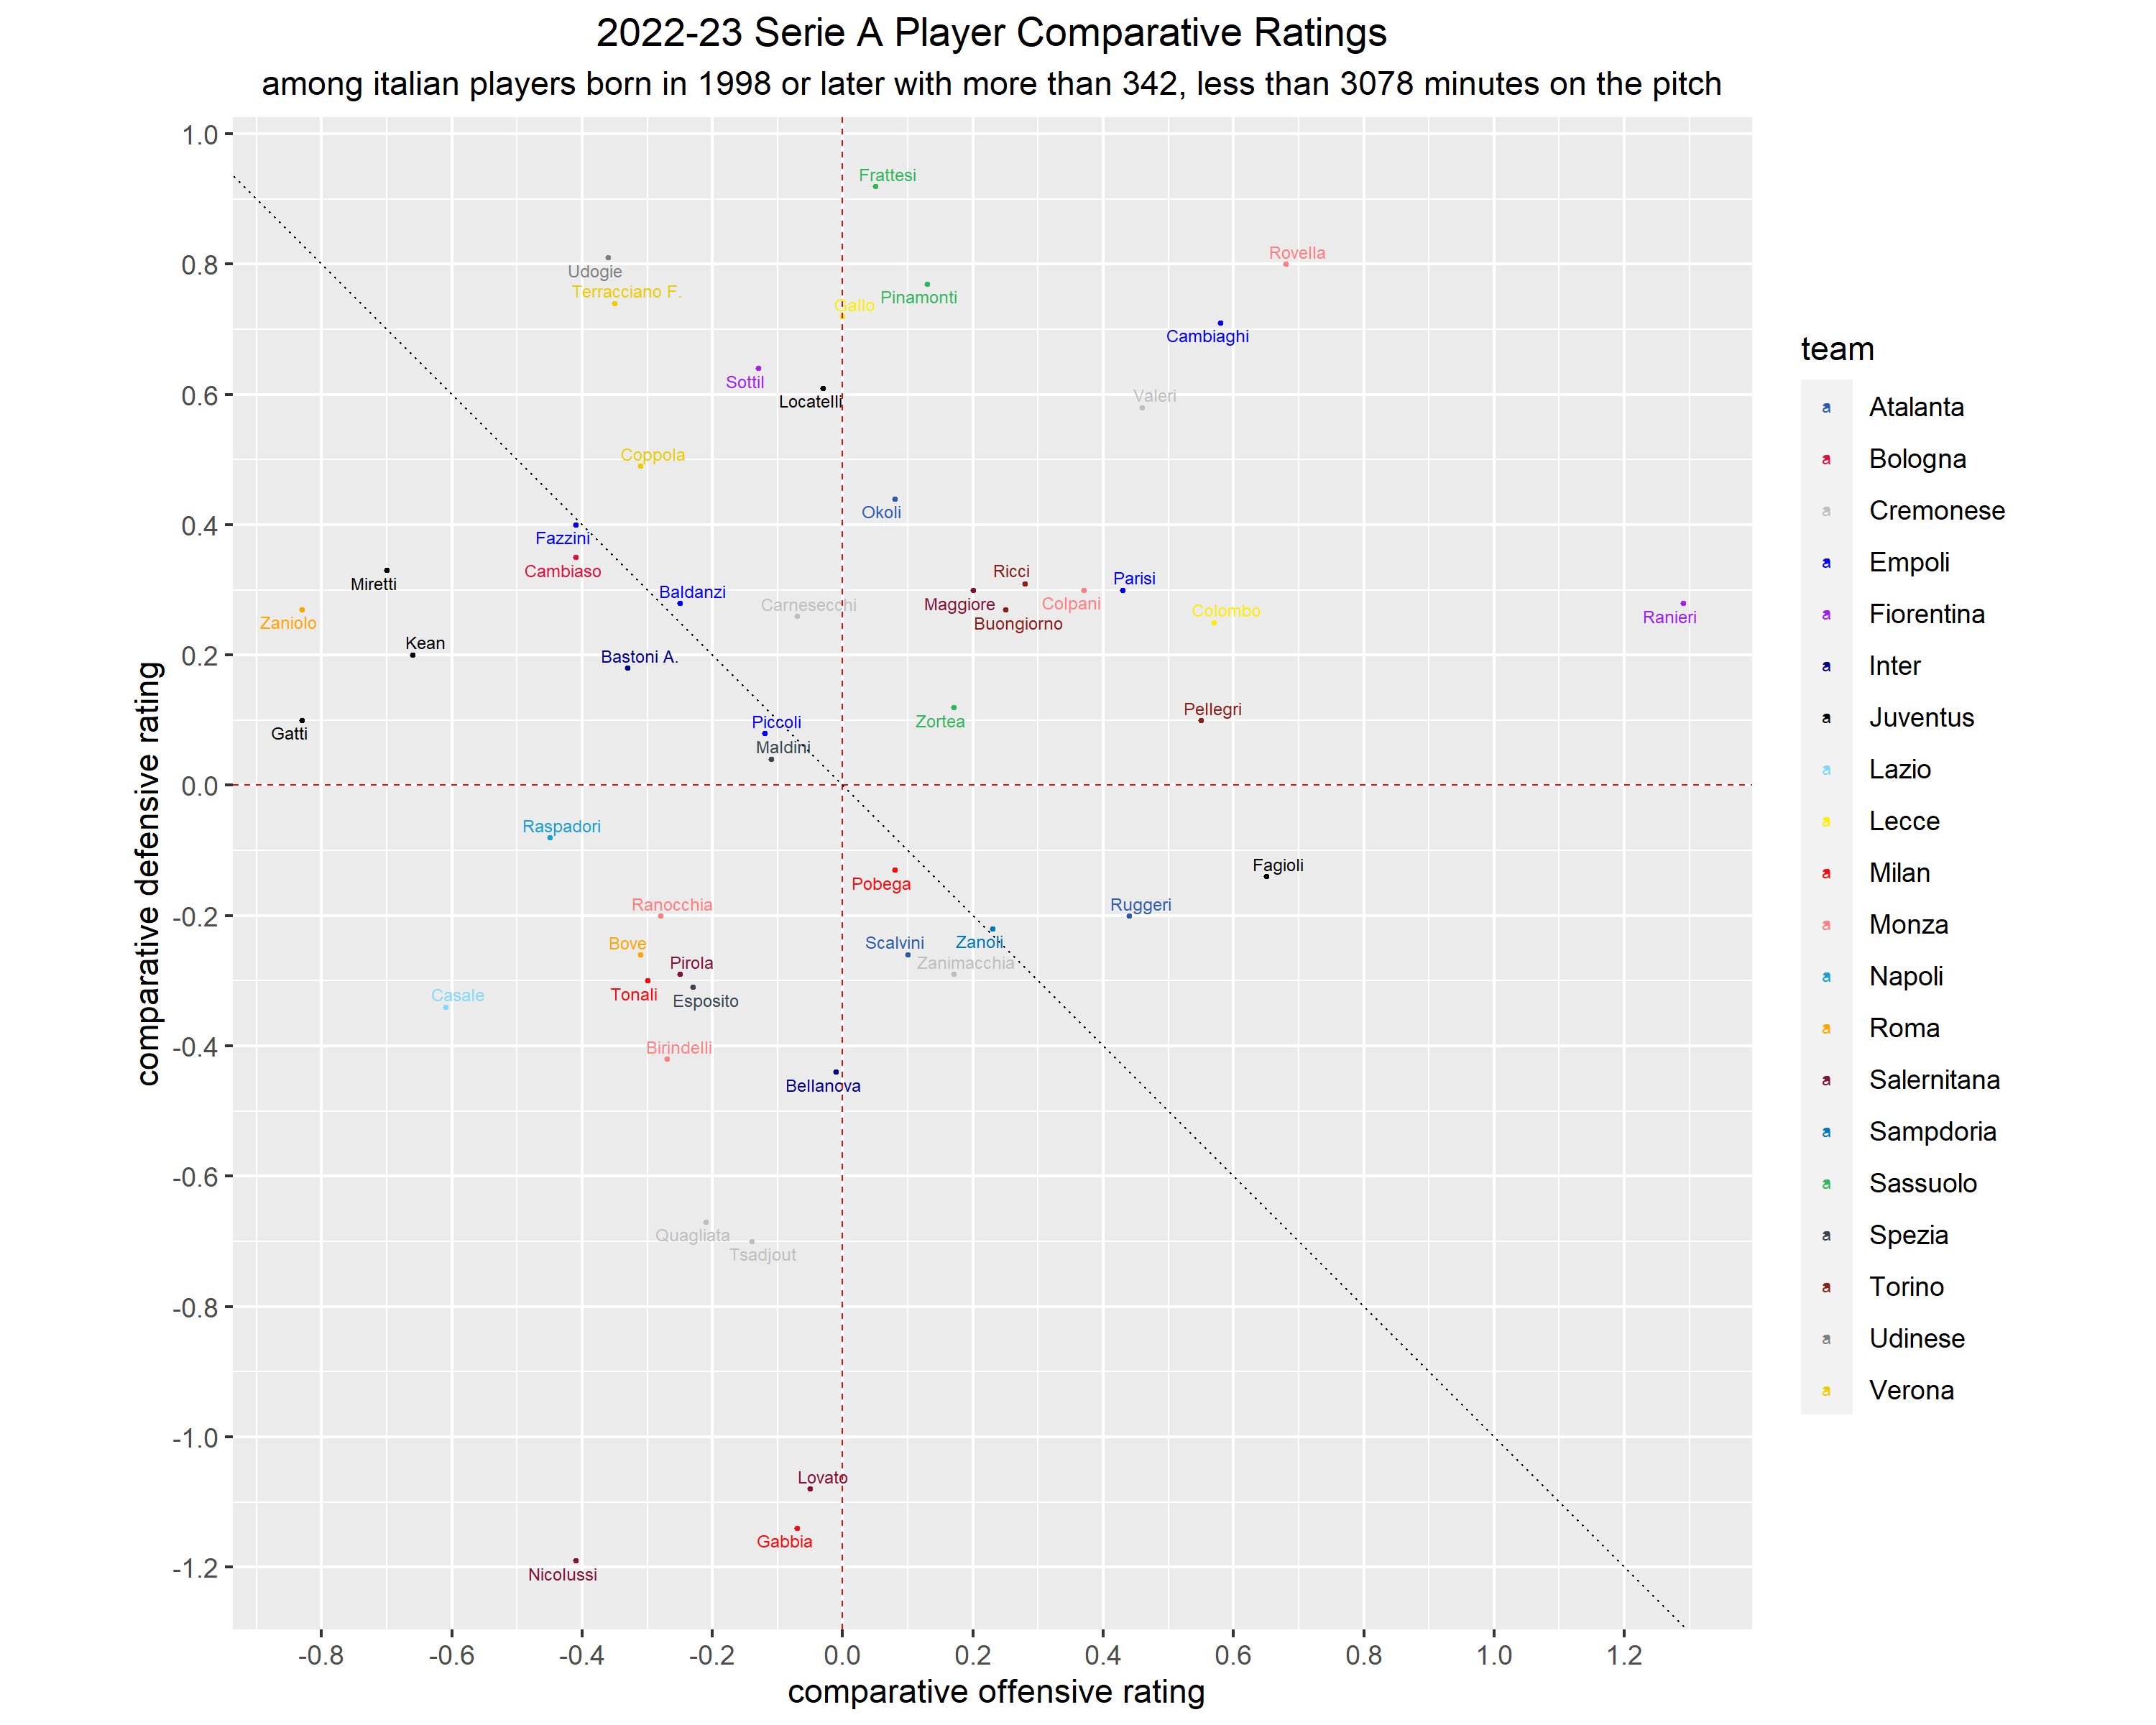 2022-23 Serie A Player Comparative Ratings
among italian players born in 1998 or later with more than 342, less than 3078 minutes on the pitch
1.0
Frattesi
Rovella
0.8
Udogie
Terracciano F.
Pinamonti
Gallo
Cambiaghi
Sottil
Locatelli
Valeri
0.6
Coppola
Okoli
0.4
Fazzini
Cambiaso
Miretti
Ricci
Parisi
Baldanzi
Carnesecchi
Maggiore
Colpani
Colombo
Ranieri
Zaniolo
Buongiorno
Kean
Bastoni A.
0.2
Pellegri
Zortea
Piccoli
Gatti
Maldini
0.0
Raspadori
Fagioli
Pobega
Ranocchia
Ruggeri
-0.2
Bove
Scalvini
Zanoli
Pirola
Zanimacchia
Tonali
Esposito
Casale
-0.4
Birindelli
Bellanova
-0.6
Quagliata
Tsadjout
-0.8
-1.0
Lovato
Gabbia
-1.2
Nicolussi
comparative defensive rating
-0.8
-0.6
-0.4
-0.2
0.0
0.2
0.4
0.6
0.8
1.0
1.2
comparative offensive rating
team
a Atalanta
a Bologna
a Cremonese
a Empoli
a Fiorentina
a Inter
a Juventus
a Lazio
a Lecce
a Milan
a Monza
a Napoli
a Roma
a Salernitana
a Sampdoria
a Sassuolo
a Spezia
a Torino
a Udinese
a Verona